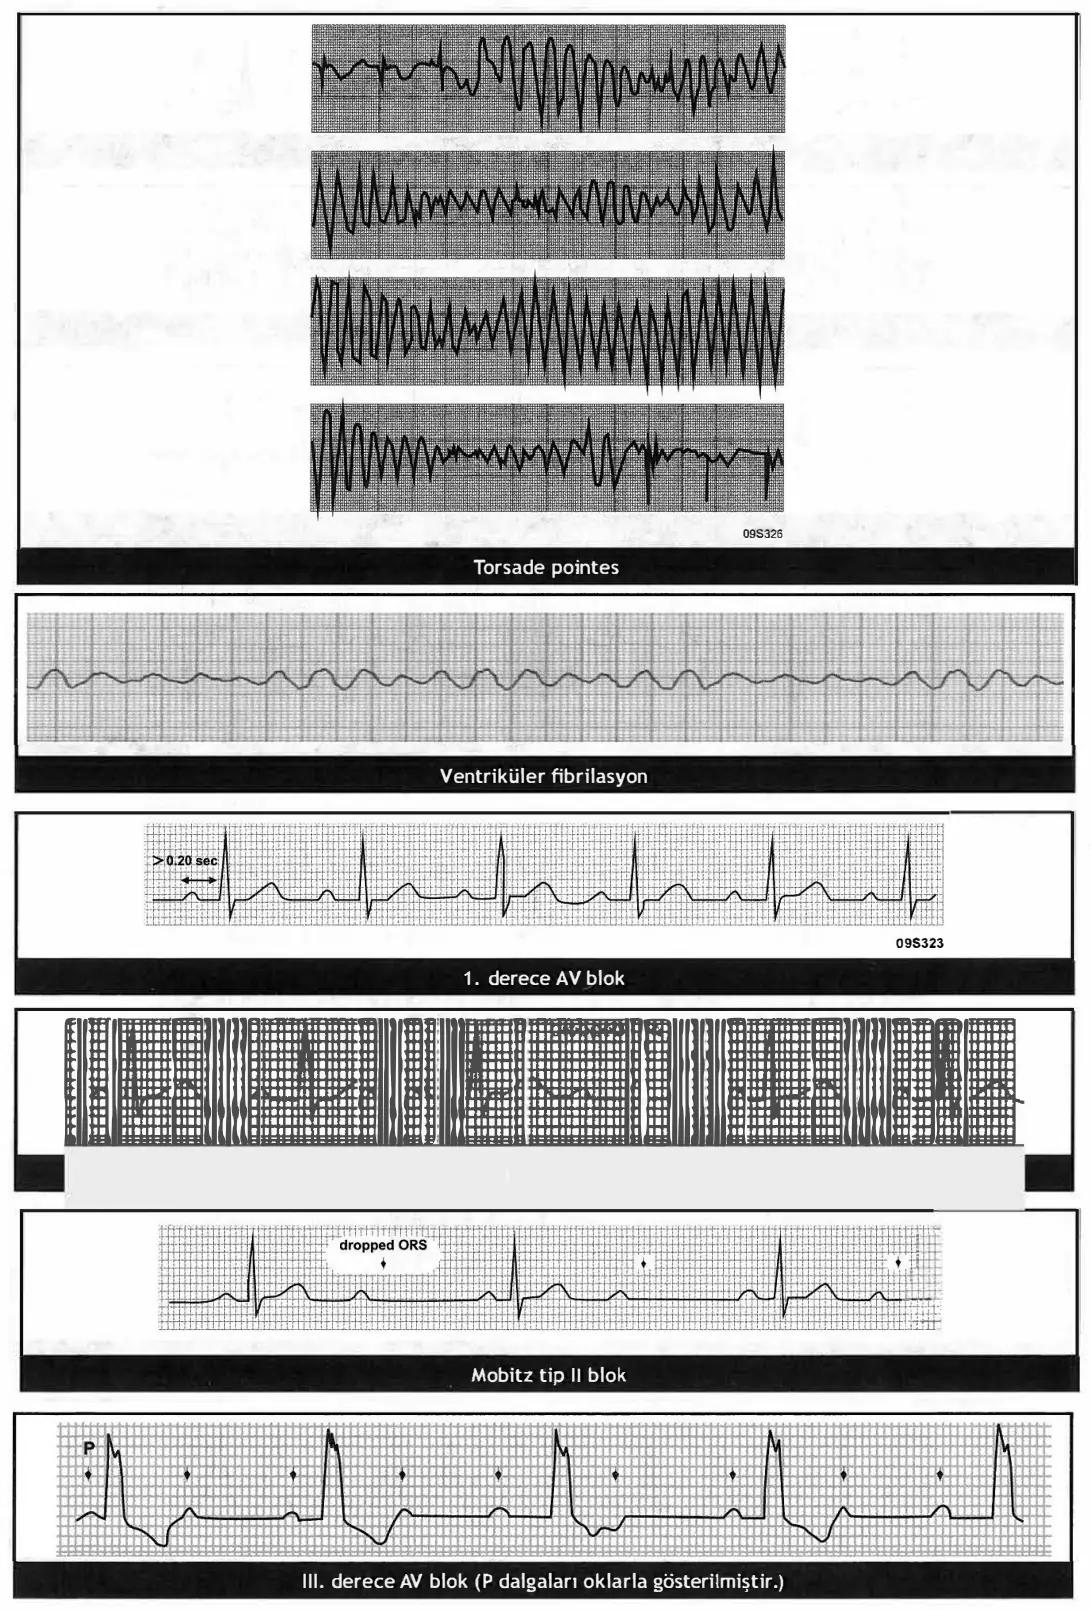 09S326
Torsade pointes
Ventriküler fibrilasyon
> 0.20 sec
09S323
1. derece AV blok
dropped ORS
Mobitz tip II blok
P
III. derece AV blok (P dalgaları oklarla gösterilmiştir.)